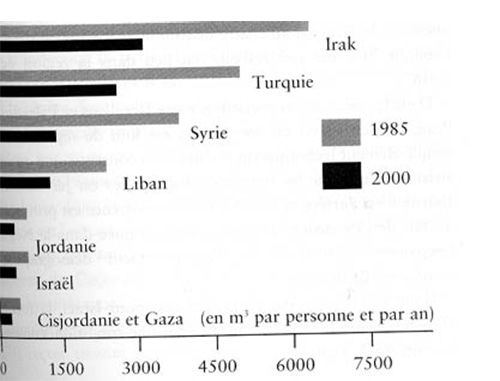 Irak
Turquie
Syrie
1985
2000
Liban
Jordanie
Israël
Cisjordanie et Gaza (en m³ par personne et par an)
0 1500 3000 4500 6000 7500